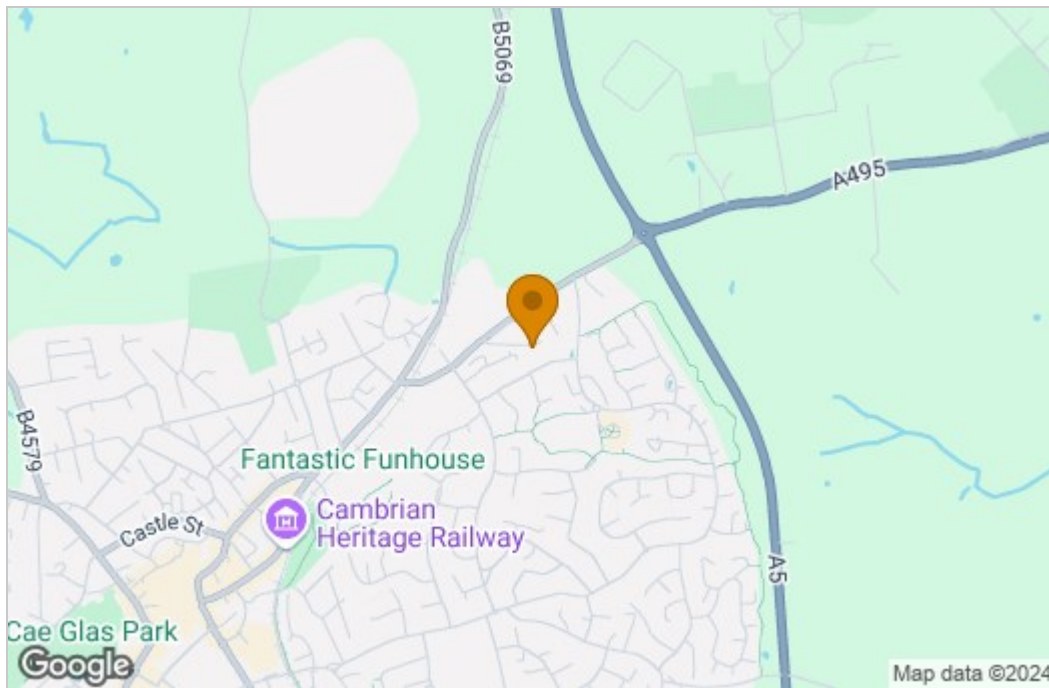 B5069
A495
B4579
Fantastic Funhouse
Cambrian
Heritage Railway
Castle St
A5
Cae Glas Park
Google
Map data ©2024